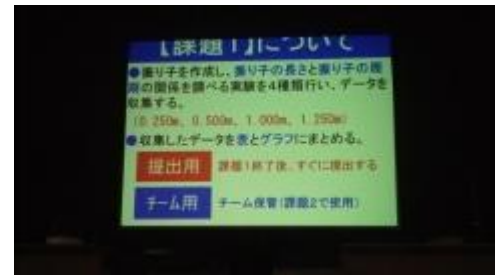 【課題1】について
●振り子を作成し、振り子の長さと振り子の周
期の関係を調べる実験を4種類行い、データを
収集する。
(0.250m、0.500m、1.000m、1.250m)
●収集したデータを表とグラフにまとめる。
提出用 課題1終了後、すぐに提出する
チーム用 チーム保管(課題2で使用)